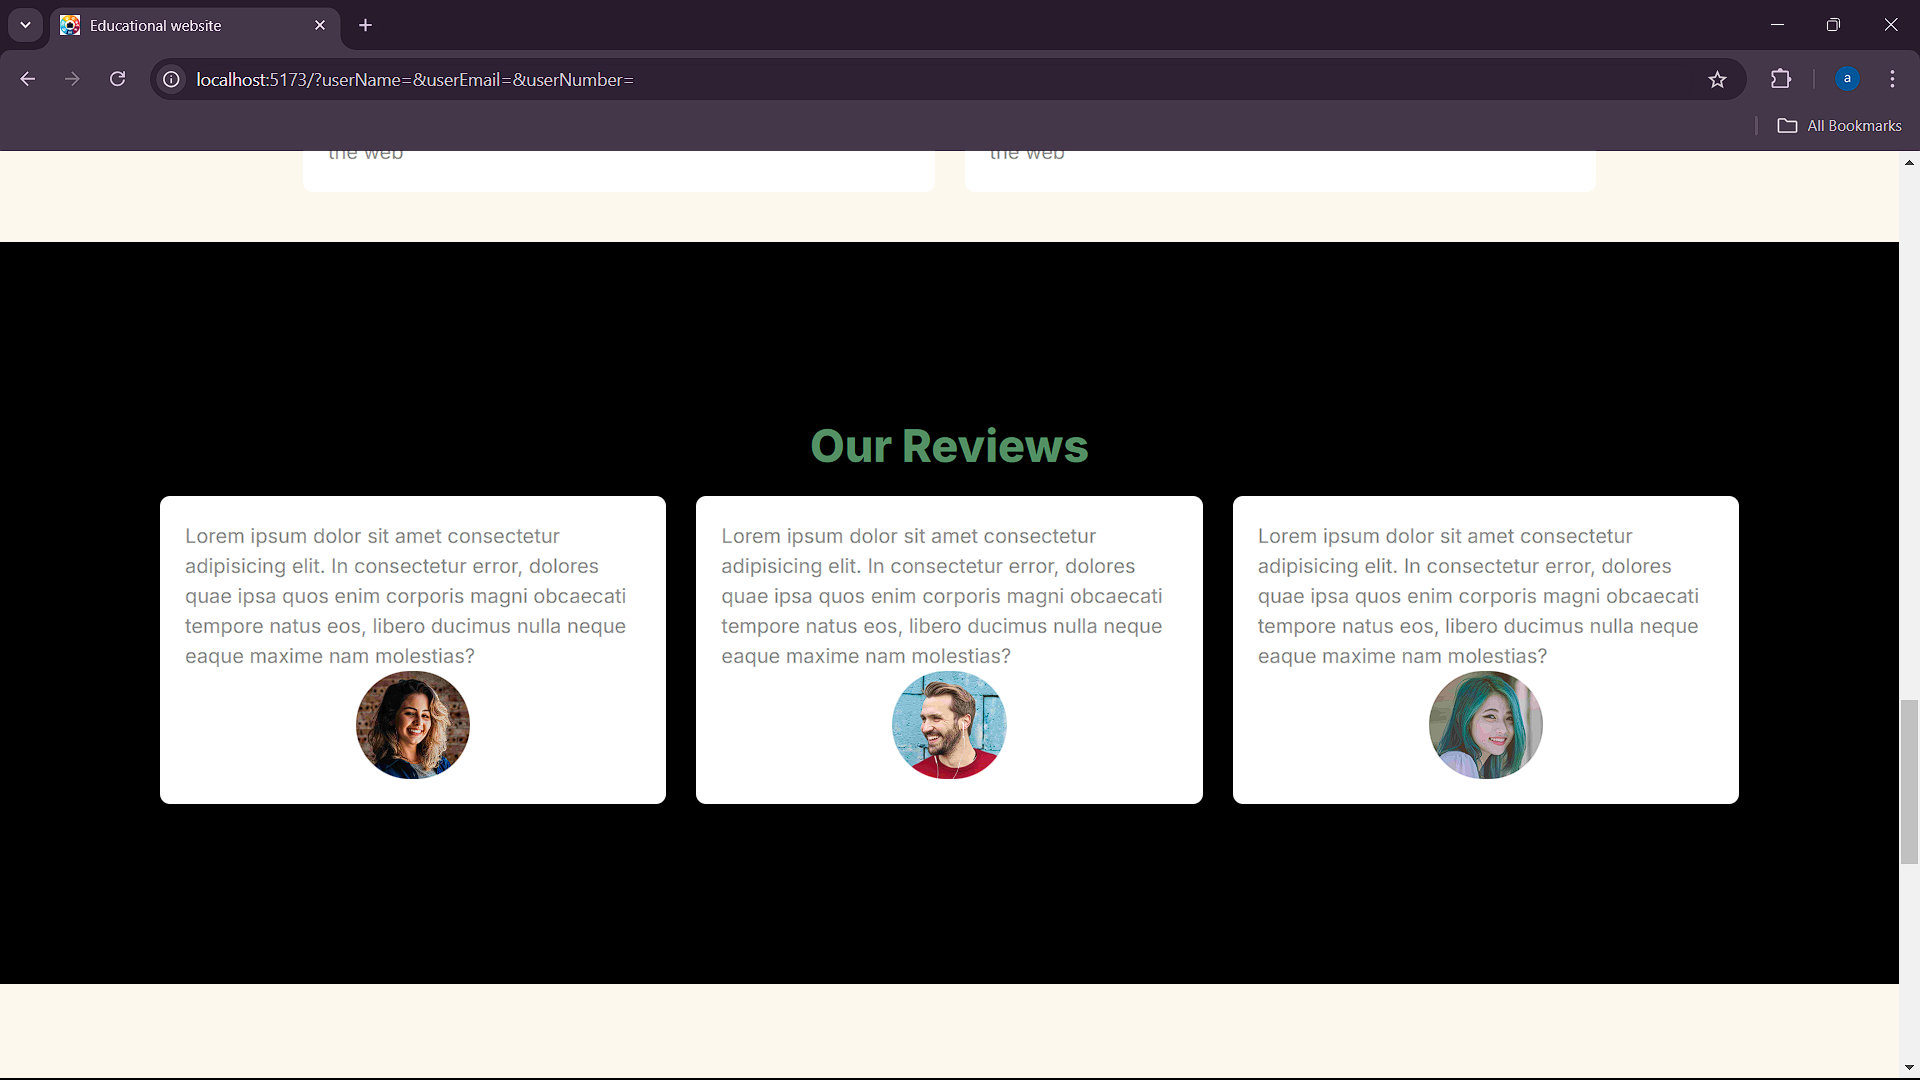 Educational website
localhost:5173/?userName=&userEmail=&userNumber=
a
All Bookmarks
the web
the web
Our Reviews
Lorem ipsum dolor sit amet consectetur
adipisicing elit. In consectetur error, dolores
quae ipsa quos enim corporis magni obcaecati
tempore natus eos, libero ducimus nulla neque
eaque maxime nam molestias?
Lorem ipsum dolor sit amet consectetur
adipisicing elit. In consectetur error, dolores
quae ipsa quos enim corporis magni obcaecati
tempore natus eos, libero ducimus nulla neque
eaque maxime nam molestias?
Lorem ipsum dolor sit amet consectetur
adipisicing elit. In consectetur error, dolores
quae ipsa quos enim corporis magni obcaecati
tempore natus eos, libero ducimus nulla neque
eaque maxime nam molestias?